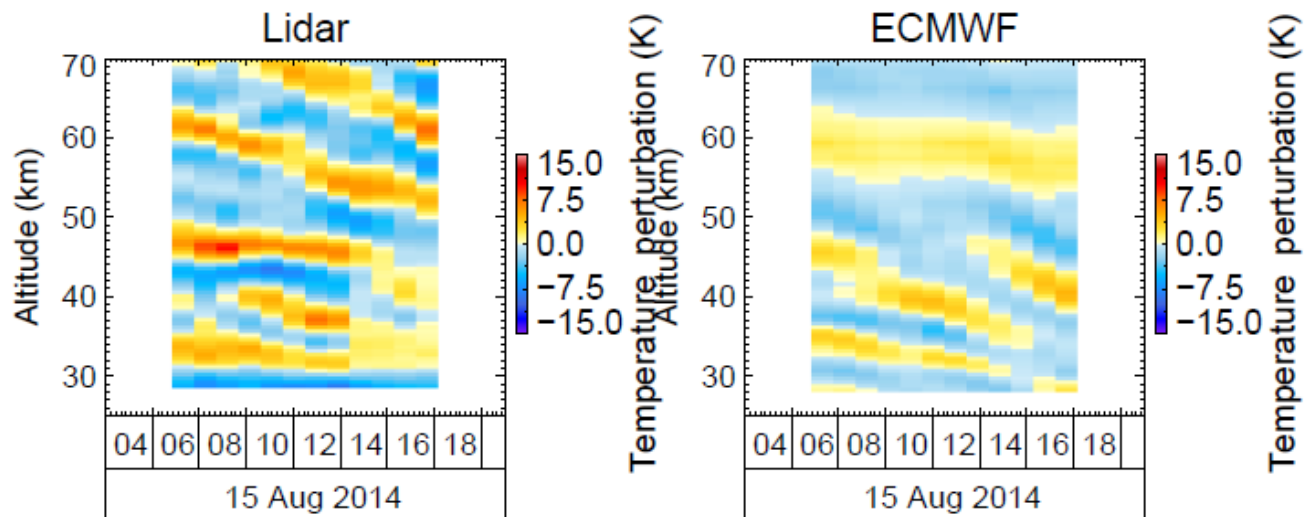 Lidar
Altitude (km)
70
60
50
40
30
04 06 08 10 12 14 16 18
15 Aug 2014
15.0
7.5
0.0
−7.5
−15.0
Temperature perturbation (K)
ECMWF
Altitude (km)
70
60
50
40
30
04 06 08 10 12 14 16 18
15 Aug 2014
15.0
7.5
0.0
−7.5
−15.0
Temperature perturbation (K)